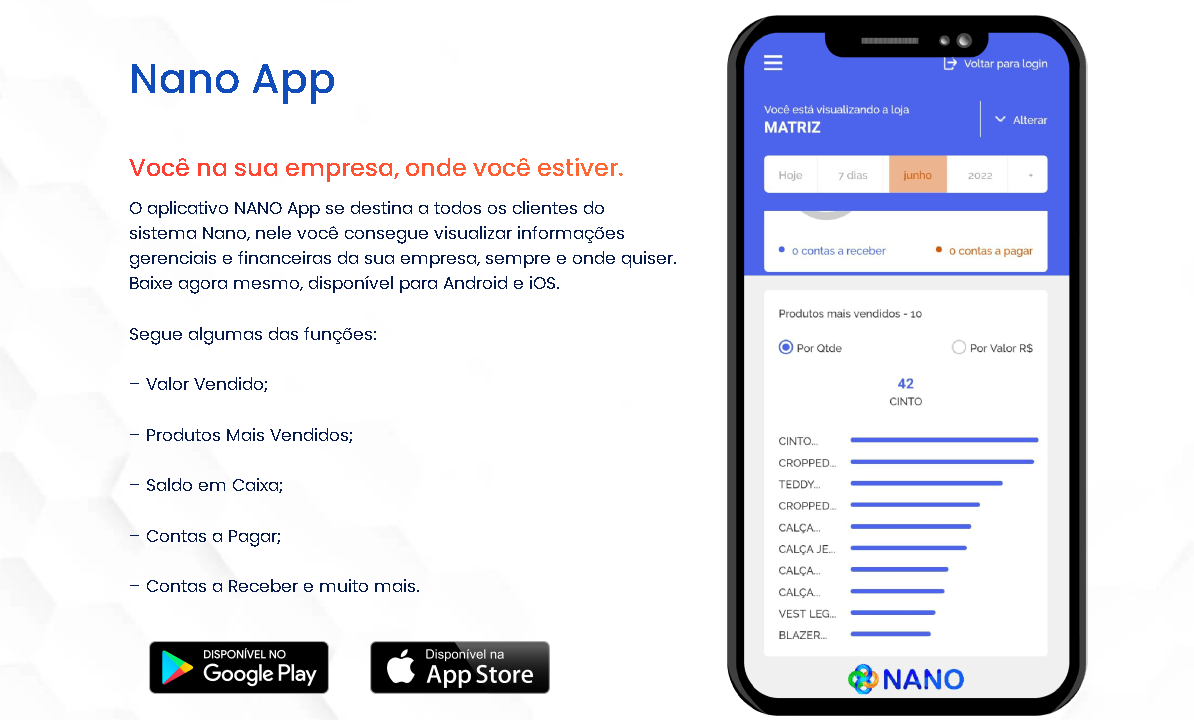 Nano App
Você na sua empresa, onde você estiver.
O aplicativo NANO App se destina a todos os clientes do
sistema Nano, nele você consegue visualizar informações
gerenciais e financeiras da sua empresa, sempre e onde quiser.
Baixe agora mesmo, disponível para Android e iOS.
Segue algumas das funções:
– Valor Vendido;
– Produtos Mais Vendidos;
– Saldo em Caixa;
– Contas a Pagar;
– Contas a Receber e muito mais.
DISPONÍVEL NO
Google Play
Disponível na
App Store
Voltar para login
Você está visualizando a loja
MATRIZ
Alterar
Hoje 7 dias junho 2022 +
0 contas a receber 0 contas a pagar
Produtos mais vendidos - 10
Por Qtde Por Valor R$
42
CINTO
CINTO...
CROPPED...
TEDDY...
CROPPED...
CALÇA...
CALÇA JE...
CALÇA...
CALÇA...
VEST LEG...
BLAZER...
NANO